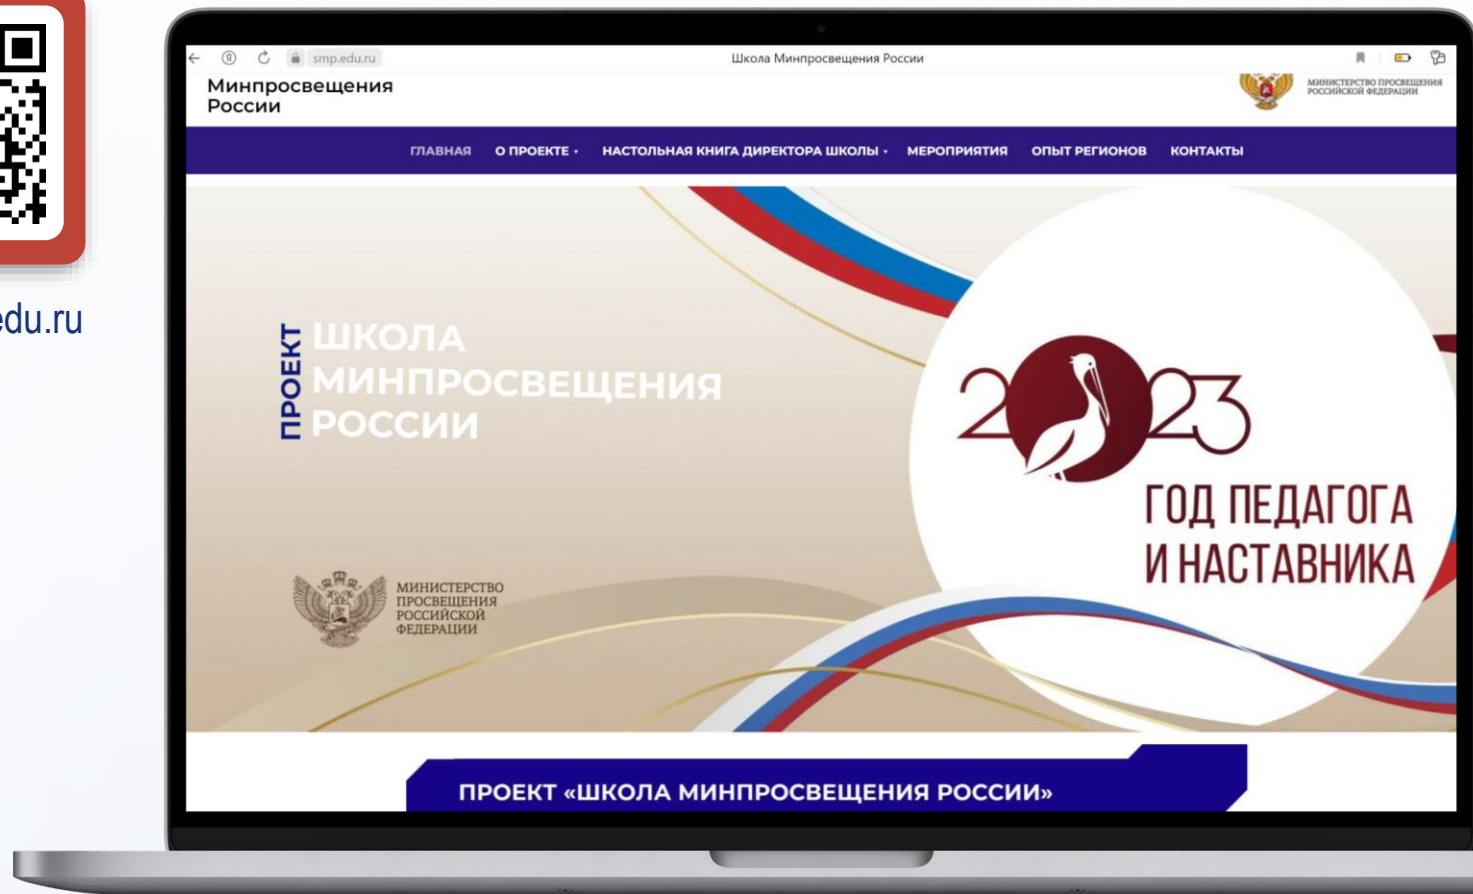 edu.ru
smp.edu.ru
Школа Минпросвещения России
Минпросвещения
России
МИНИСТЕРСТВО ПРОСВЕЩЕНИЯ
РОССИЙСКОЙ ФЕДЕРАЦИИ
ГЛАВНАЯ О ПРОЕКТЕ НАСТОЛЬНАЯ КНИГА ДИРЕКТОРА ШКОЛЫ МЕРОПРИЯТИЯ ОПЫТ РЕГИОНОВ КОНТАКТЫ
ПРОЕКТ
ШКОЛА
МИНПРОСВЕЩЕНИЯ
РОССИИ
2023
ГОД ПЕДАГОГА
И НАСТАВНИКА
МИНИСТЕРСТВО
ПРОСВЕЩЕНИЯ
РОССИЙСКОЙ
ФЕДЕРАЦИИ
ПРОЕКТ «ШКОЛА МИНПРОСВЕЩЕНИЯ РОССИИ»